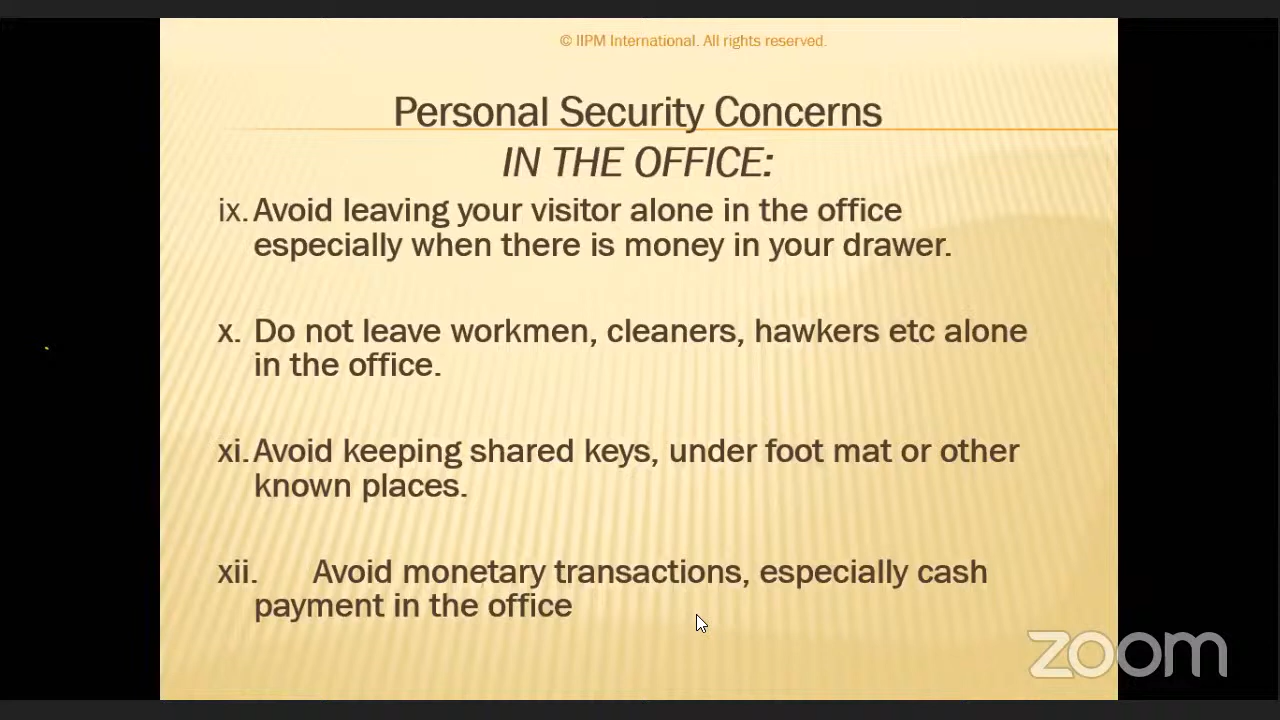 © IIPM International. All rights reserved.
Personal Security Concerns
IN THE OFFICE:
ix. Avoid leaving your visitor alone in the office
especially when there is money in your drawer.
x. Do not leave workmen, cleaners, hawkers etc alone
in the office.
xi. Avoid keeping shared keys, under foot mat or other
known places.
xii. Avoid monetary transactions, especially cash
payment in the office
zoom